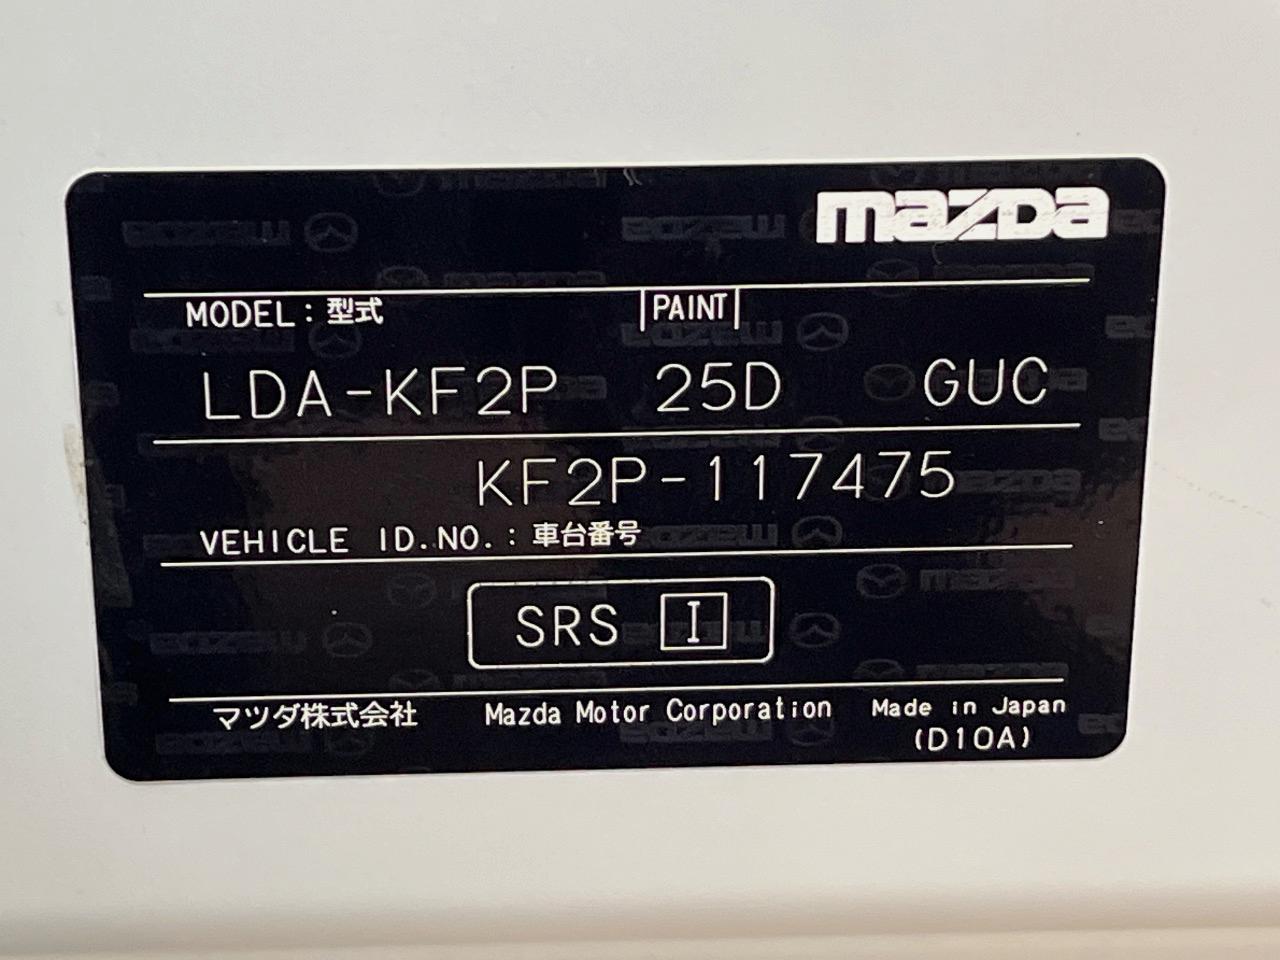 mazda
MODEL: 型式 PAINT
LDA-KF2P 25D GUC
KF2P-117475
VEHICLE ID.NO.: 車台番号
SRS I
マツダ株式会社 Mazda Motor Corporation Made in Japan
(D10A)